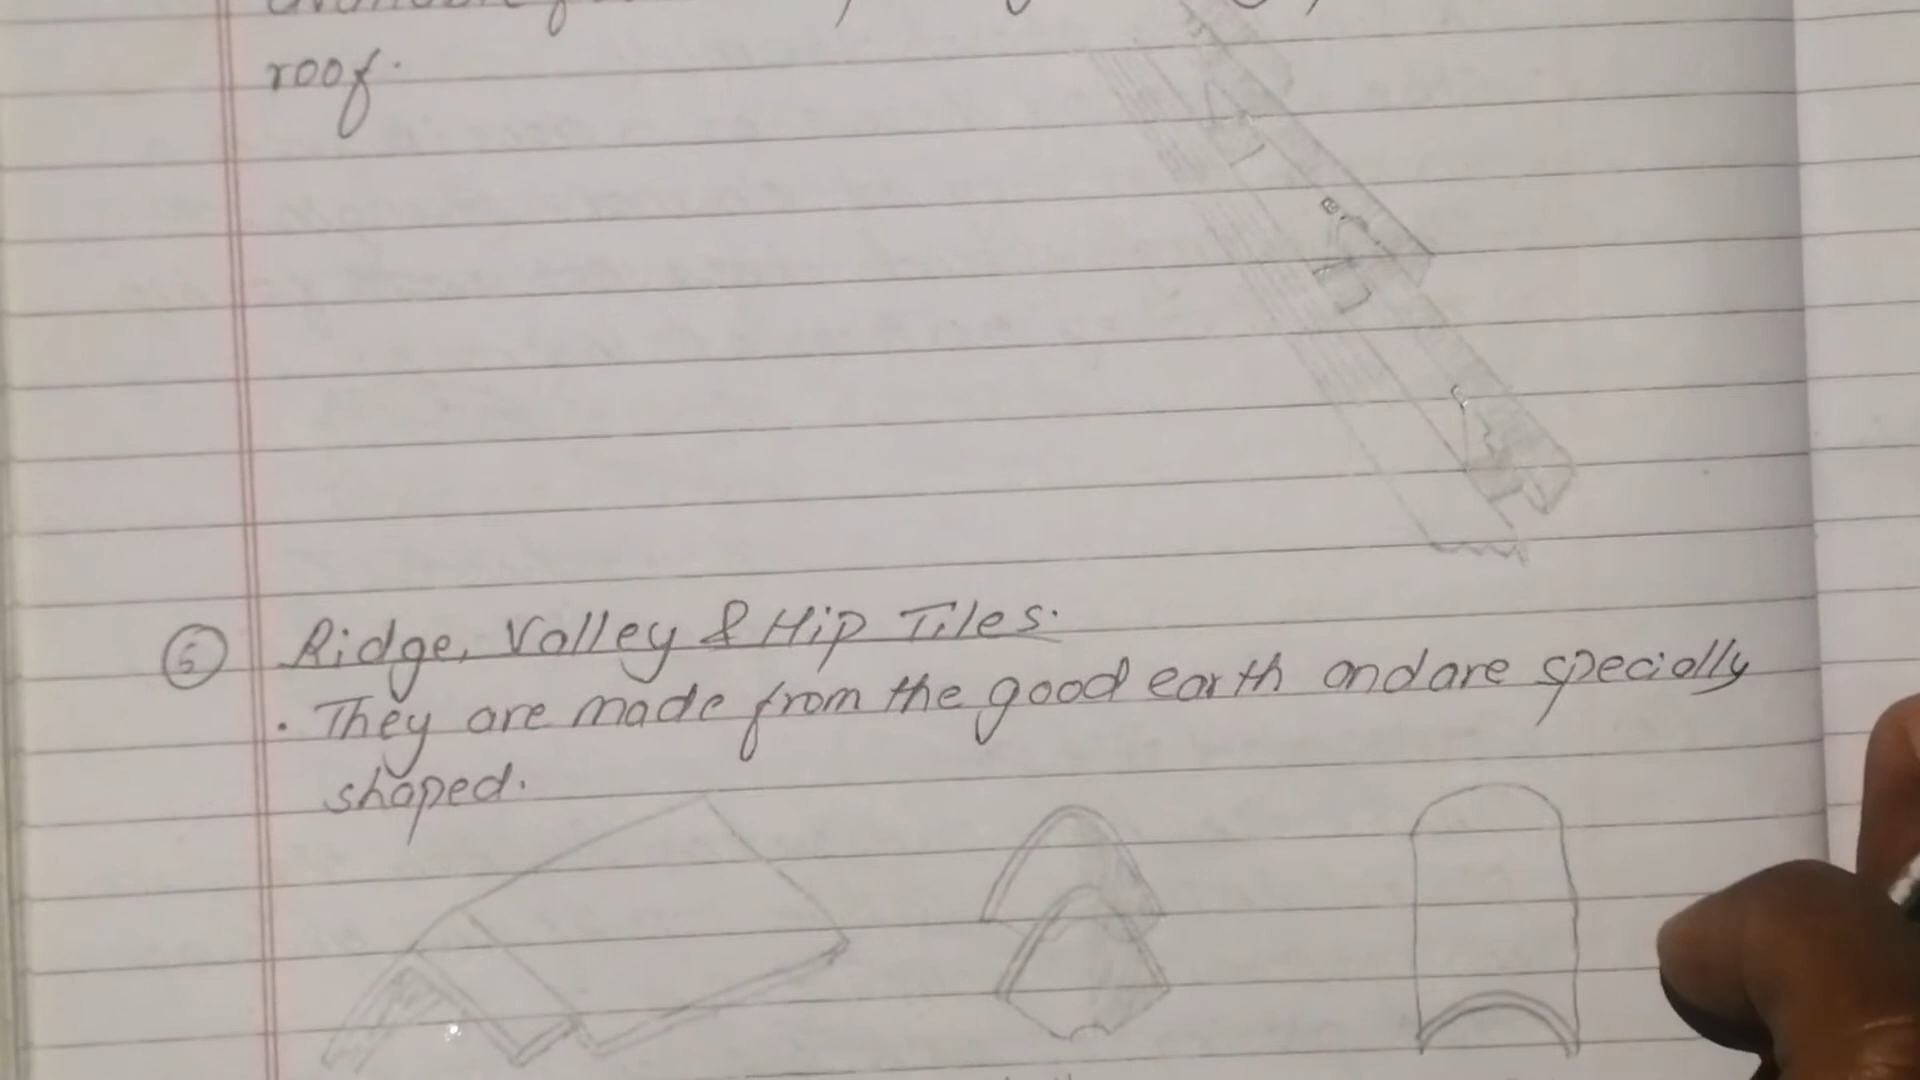 roof.
5 Ridge, Valley & Hip Tiles.
. They are made from the good earth and are specially
shaped.